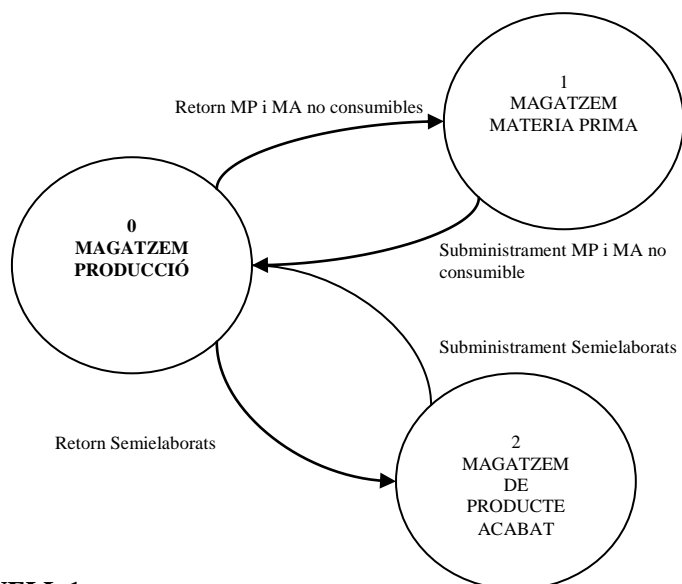 1
MAGATZEM
MATERIA PRIMA
Retorn MP i MA no consumibles
0
MAGATZEM
PRODUCCIÓ
Subministrament MP i MA no
consumible
Subministrament Semielaborats
Retorn Semielaborats
2
MAGATZEM
DE
PRODUCTE
ACABAT